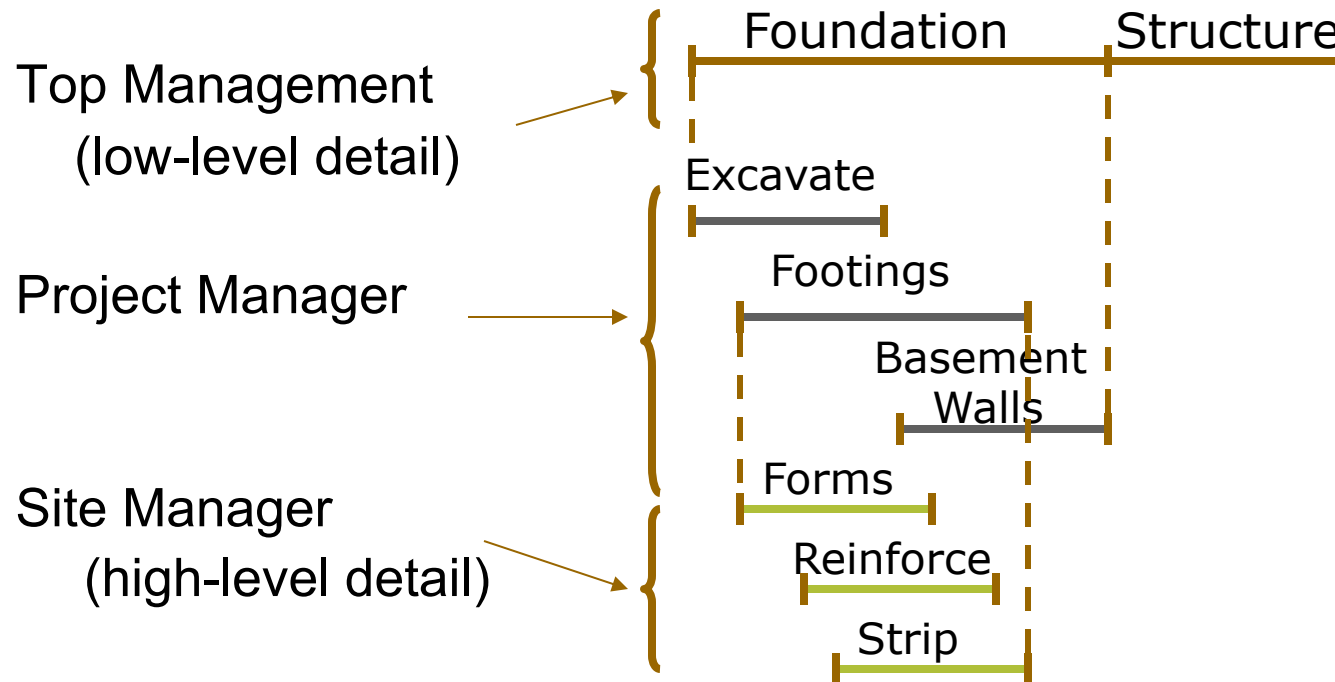 Foundation
Structure
Top Management
(low-level detail)
Excavate
Footings
Project Manager
Basement
Walls
Forms
Site Manager
(high-level detail)
Reinforce
Strip